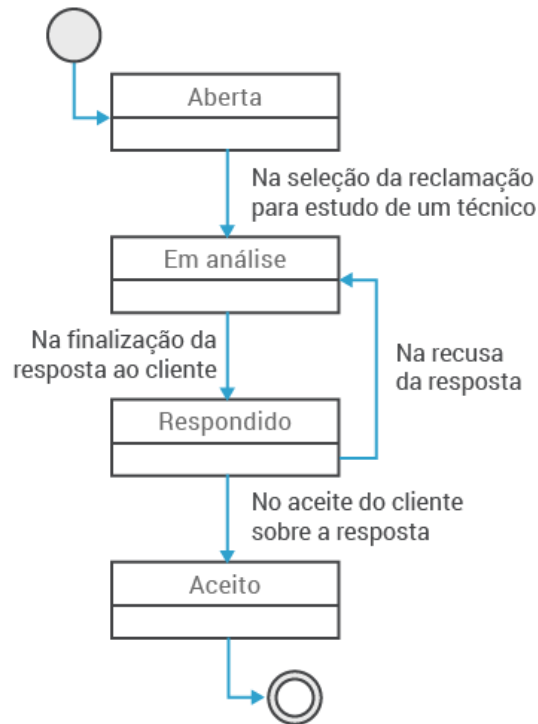 Aberta
Na seleção da reclamação
para estudo de um técnico
Em análise
Na finalização da
resposta ao cliente
Na recusa
da resposta
Respondido
No aceite do cliente
sobre a resposta
Aceito